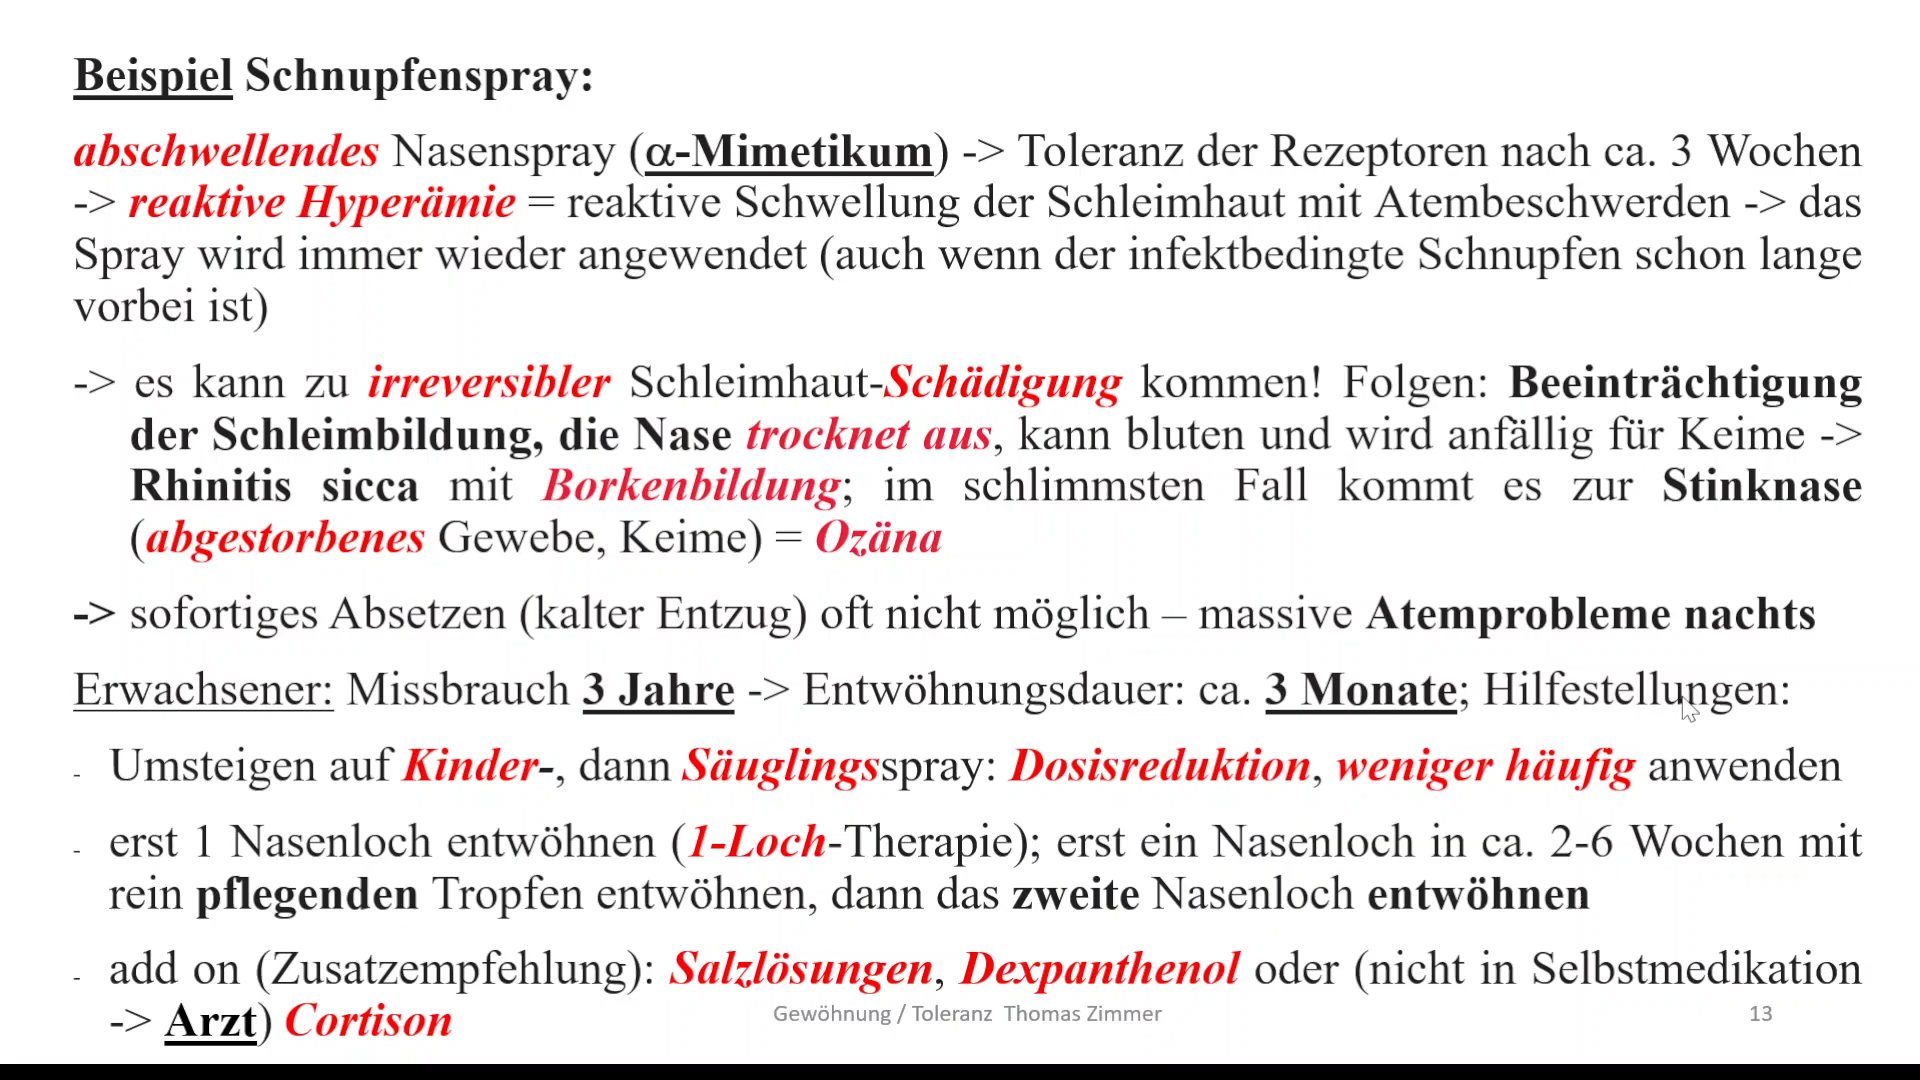 Beispiel Schnupfenspray:
abschwellendes Nasenspray (α-Mimetikum) -> Toleranz der Rezeptoren nach ca. 3 Wochen
-> reaktive Hyperämie = reaktive Schwellung der Schleimhaut mit Atembeschwerden -> das
Spray wird immer wieder angewendet (auch wenn der infektbedingte Schnupfen schon lange
vorbei ist)
-> es kann zu irreversibler Schleimhaut-Schädigung kommen! Folgen: Beeinträchtigung
der Schleimbildung, die Nase trocknet aus, kann bluten und wird anfällig für Keime ->
Rhinitis sicca mit Borkenbildung; im schlimmsten Fall kommt es zur Stinknase
(abgestorbenes Gewebe, Keime) = Ozäna
-> sofortiges Absetzen (kalter Entzug) oft nicht möglich – massive Atemprobleme nachts
Erwachsener: Missbrauch 3 Jahre -> Entwöhnungsdauer: ca. 3 Monate; Hilfestellungen:
- Umsteigen auf Kinder-, dann Säuglingsspray: Dosisreduktion, weniger häufig anwenden
- erst 1 Nasenloch entwöhnen (1-Loch-Therapie); erst ein Nasenloch in ca. 2-6 Wochen mit
rein pflegenden Tropfen entwöhnen, dann das zweite Nasenloch entwöhnen
- add on (Zusatzempfehlung): Salzlösungen, Dexpanthenol oder (nicht in Selbstmedikation
-> Arzt) Cortison
Gewöhnung / Toleranz Thomas Zimmer
13